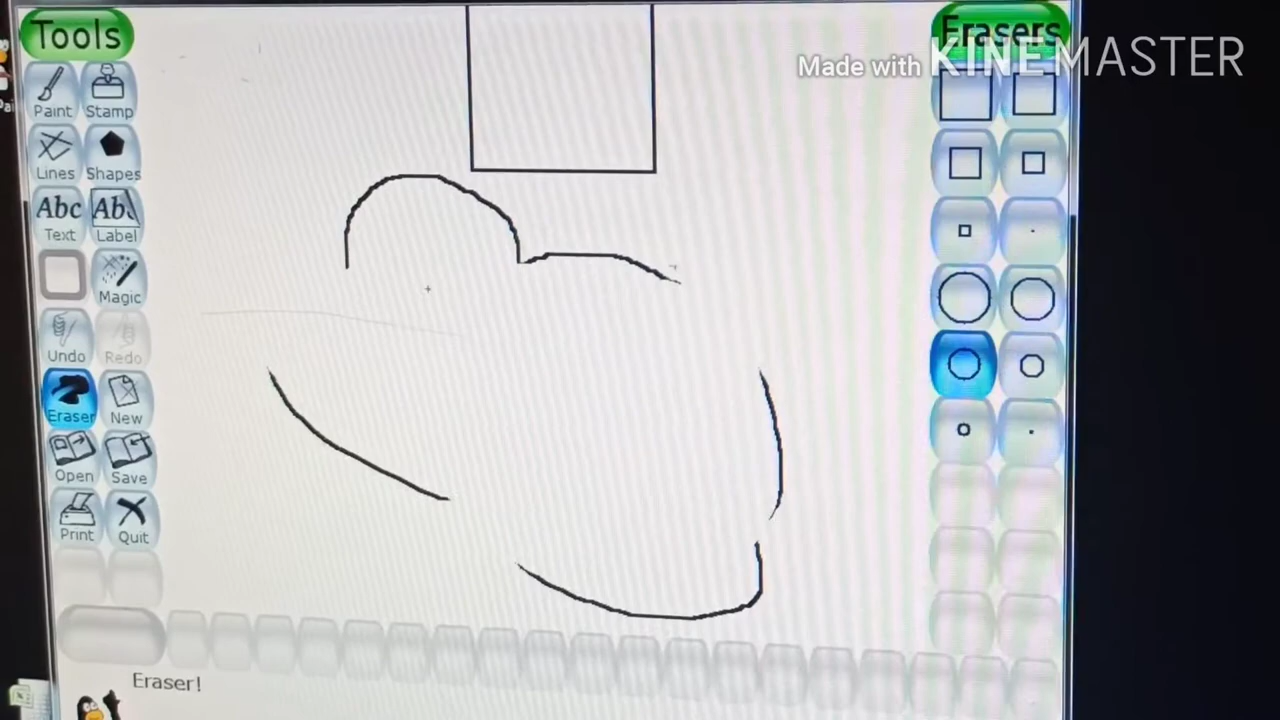 Tools
Erasers
Made with KINEMASTER
Paint Stamp
Lines Shapes
Abc Abc
Text Label
Magic
Undo Redo
Eraser New
Open Save
Print Quit
Eraser!